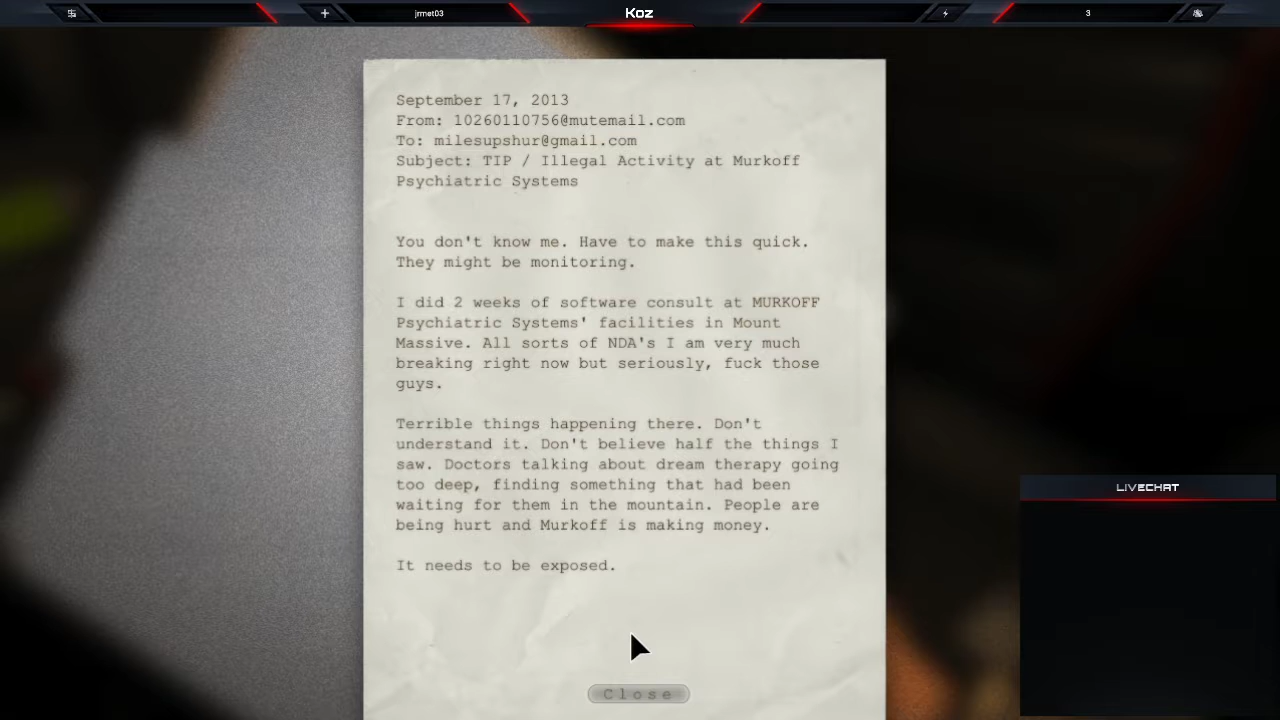 jrmet03
Koz
3
September 17, 2013
From: 10260110756@mutemail.com
To: milesupshur@gmail.com
Subject: TIP / Illegal Activity at Murkoff
Psychiatric Systems
You don't know me. Have to make this quick.
They might be monitoring.
I did 2 weeks of software consult at MURKOFF
Psychiatric Systems' facilities in Mount
Massive. All sorts of NDA's I am very much
breaking right now but seriously, fuck those
guys.
Terrible things happening there. Don't
understand it. Don't believe half the things I
saw. Doctors talking about dream therapy going
too deep, finding something that had been
waiting for them in the mountain. People are
being hurt and Murkoff is making money.
It needs to be exposed.
LIVECHAT
Close